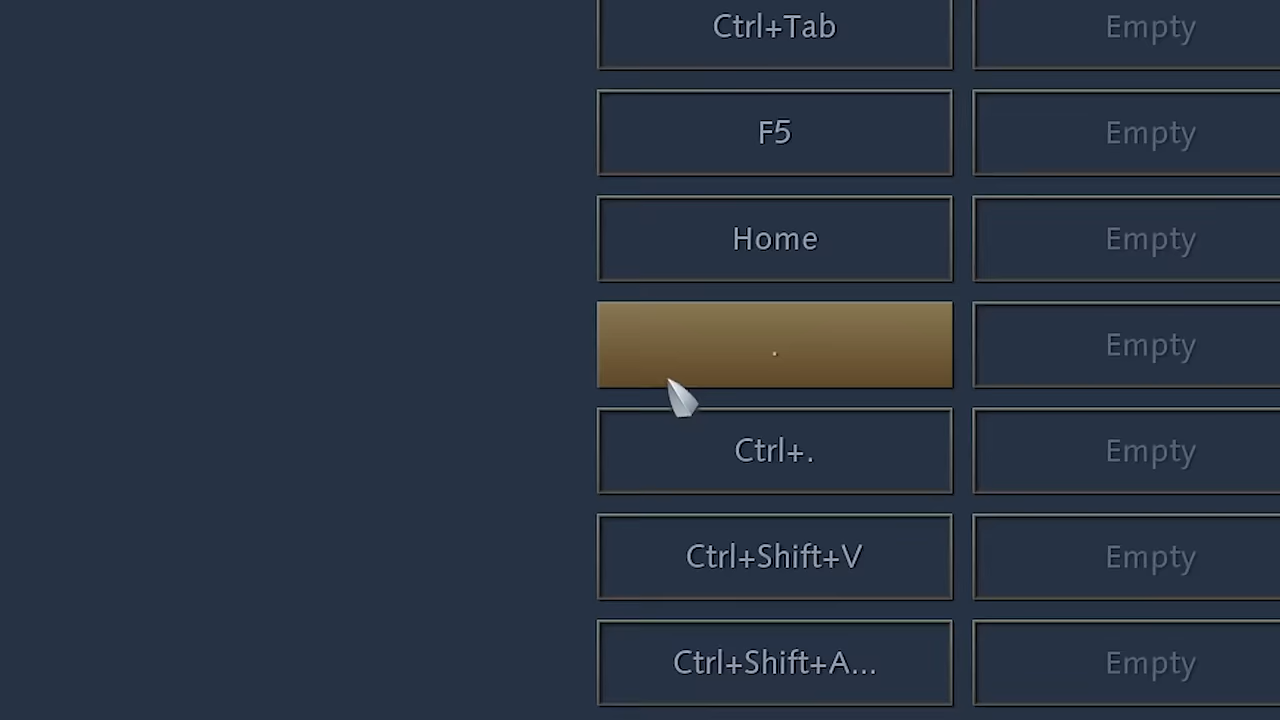 Ctrl+Tab Empty
F5 Empty
Home Empty
. Empty
Ctrl+. Empty
Ctrl+Shift+V Empty
Ctrl+Shift+A... Empty